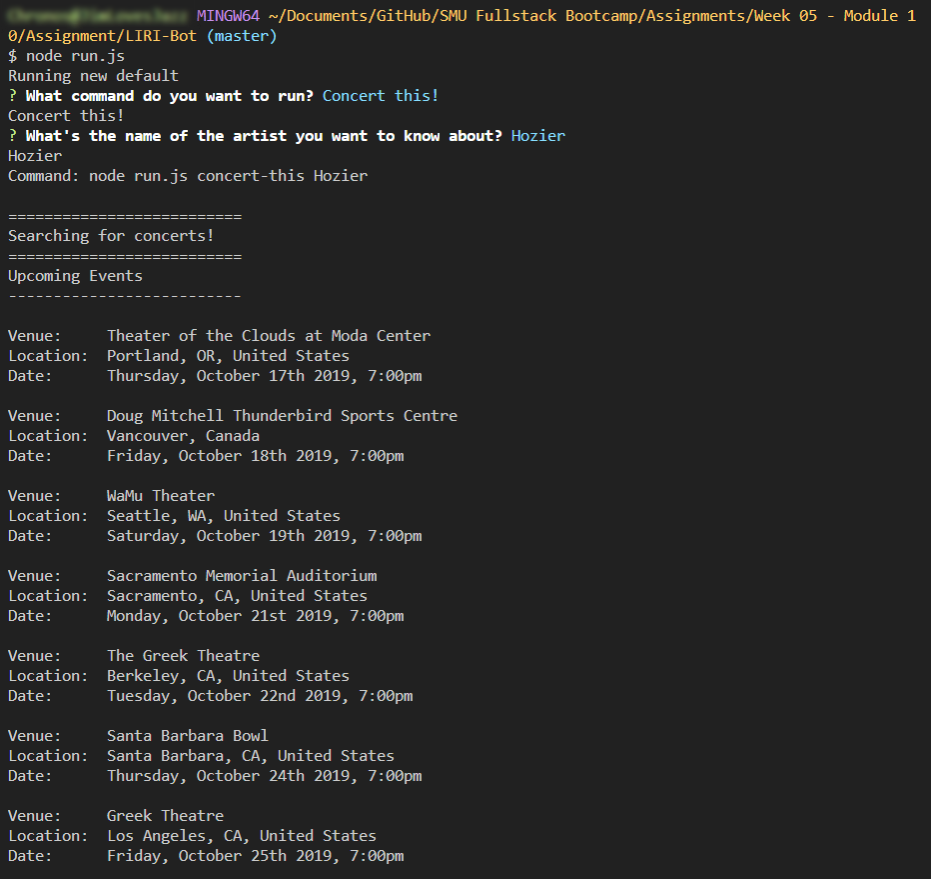 MINGW64 ~/Documents/GitHub/SMU Fullstack Bootcamp/Assignments/Week 05 - Module 1
0/Assignment/LIRI-Bot (master)
$ node run.js
Running new default
? What command do you want to run? Concert this!
Concert this!
? What's the name of the artist you want to know about? Hozier
Hozier
Command: node run.js concert-this Hozier
==========================
Searching for concerts!
==========================
Upcoming Events
--------------------------
Venue: Theater of the Clouds at Moda Center
Location: Portland, OR, United States
Date: Thursday, October 17th 2019, 7:00pm
Venue: Doug Mitchell Thunderbird Sports Centre
Location: Vancouver, Canada
Date: Friday, October 18th 2019, 7:00pm
Venue: WaMu Theater
Location: Seattle, WA, United States
Date: Saturday, October 19th 2019, 7:00pm
Venue: Sacramento Memorial Auditorium
Location: Sacramento, CA, United States
Date: Monday, October 21st 2019, 7:00pm
Venue: The Greek Theatre
Location: Berkeley, CA, United States
Date: Tuesday, October 22nd 2019, 7:00pm
Venue: Santa Barbara Bowl
Location: Santa Barbara, CA, United States
Date: Thursday, October 24th 2019, 7:00pm
Venue: Greek Theatre
Location: Los Angeles, CA, United States
Date: Friday, October 25th 2019, 7:00pm